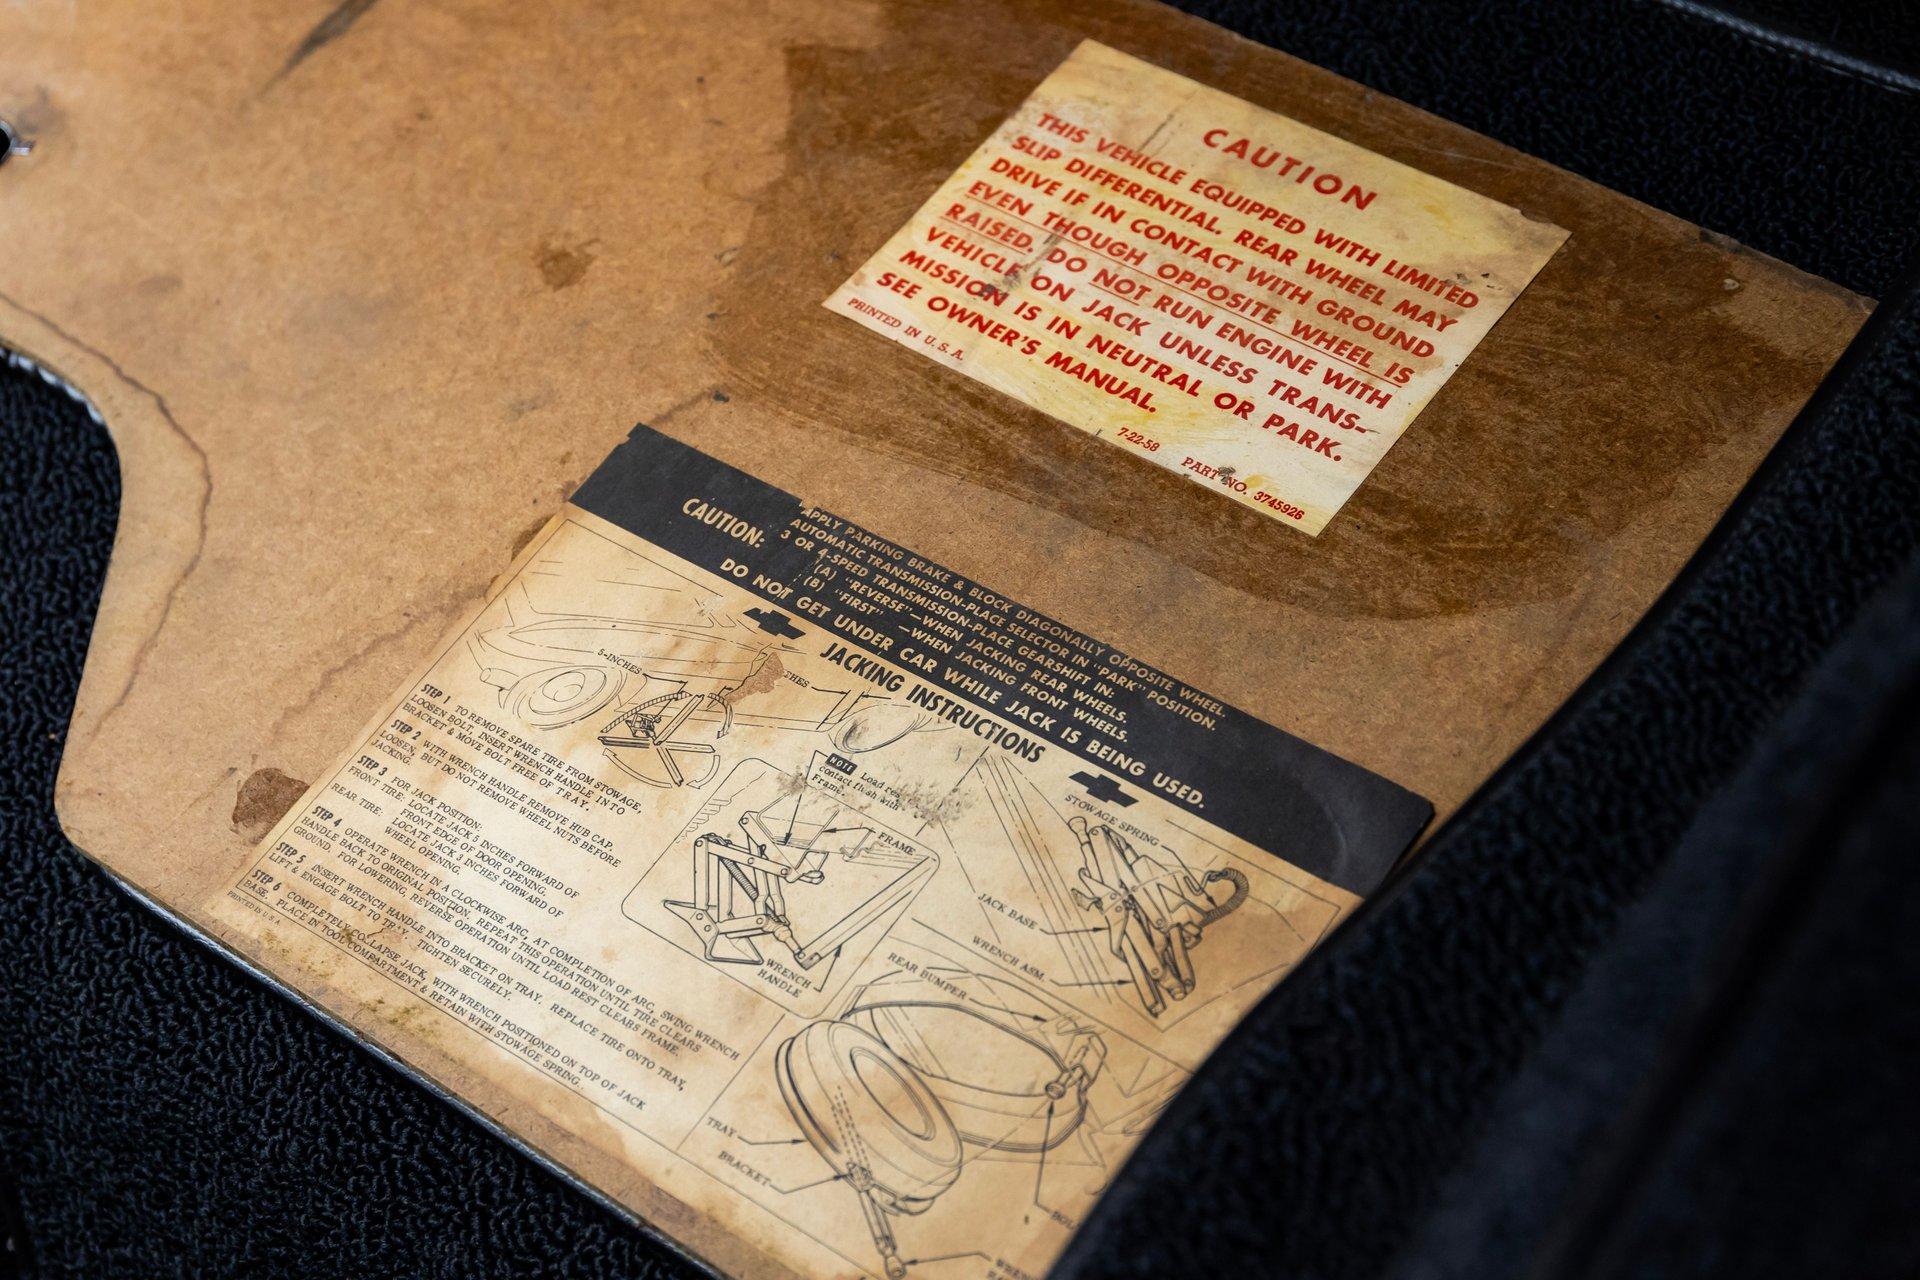 CAUTION
THIS VEHICLE EQUIPPED WITH LIMITED
SLIP DIFFERENTIAL. REAR WHEEL MAY
DRIVE IF IN CONTACT WITH GROUND
EVEN THOUGH OPPOSITE WHEEL IS
RAISED. DO NOT RUN ENGINE WITH
VEHICLE ON JACK UNLESS TRANS-
MISSION IS IN NEUTRAL OR PARK.
SEE OWNER'S MANUAL.
PRINTED IN U.S.A.
7-22-58 PART NO. 3745926
CAUTION:
APPLY PARKING BRAKE & BLOCK DIAGONALLY OPPOSITE WHEEL.
AUTOMATIC TRANSMISSION-PLACE SELECTOR IN "PARK" POSITION.
3 OR 4-SPEED TRANSMISSION-PLACE GEARSHIFT IN:
(A) "REVERSE"—WHEN JACKING REAR WHEELS.
(B) "FIRST" —WHEN JACKING FRONT WHEELS.
DO NOT GET UNDER CAR WHILE JACK IS BEING USED.
JACKING INSTRUCTIONS
5-INCHES
STEP 1 TO REMOVE SPARE TIRE FROM STOWAGE,
LOOSEN BOLT, INSERT WRENCH HANDLE INTO
BRACKET & MOVE BOLT FREE OF TRAY.
STEP 2 WITH WRENCH HANDLE REMOVE HUB CAP.
LOOSEN, BUT DO NOT REMOVE WHEEL NUTS BEFORE
JACKING.
STEP 3 FOR JACK POSITION:
FRONT TIRE: LOCATE JACK 5 INCHES FORWARD OF
FRONT EDGE OF DOOR OPENING.
REAR TIRE: LOCATE JACK 3 INCHES FORWARD OF
WHEEL OPENING.
STEP 4 OPERATE WRENCH IN A CLOCKWISE ARC, AT COMPLETION OF ARC, SWING WRENCH
HANDLE BACK TO ORIGINAL POSITION. REPEAT THIS OPERATION UNTIL TIRE CLEARS
GROUND. FOR LOWERING, REVERSE OPERATION UNTIL LOAD REST CLEARS FRAME.
STEP 5 INSERT WRENCH HANDLE INTO BRACKET ON TRAY. REPLACE TIRE ONTO TRAY,
LIFT & ENGAGE BOLT TO TRAY. TIGHTEN SECURELY.
STEP 6 COMPLETELY COLLAPSE JACK, WITH WRENCH POSITIONED ON TOP OF JACK
BASE. PLACE IN TOOL COMPARTMENT & RETAIN WITH STOWAGE SPRING.
PRINTED IN U.S.A.
NOTE Load rest
contact flush with
Frame.
FRAME
WRENCH
HANDLE
STOWAGE SPRING
JACK BASE
WRENCH ASM.
REAR BUMPER
TRAY
BRACKET